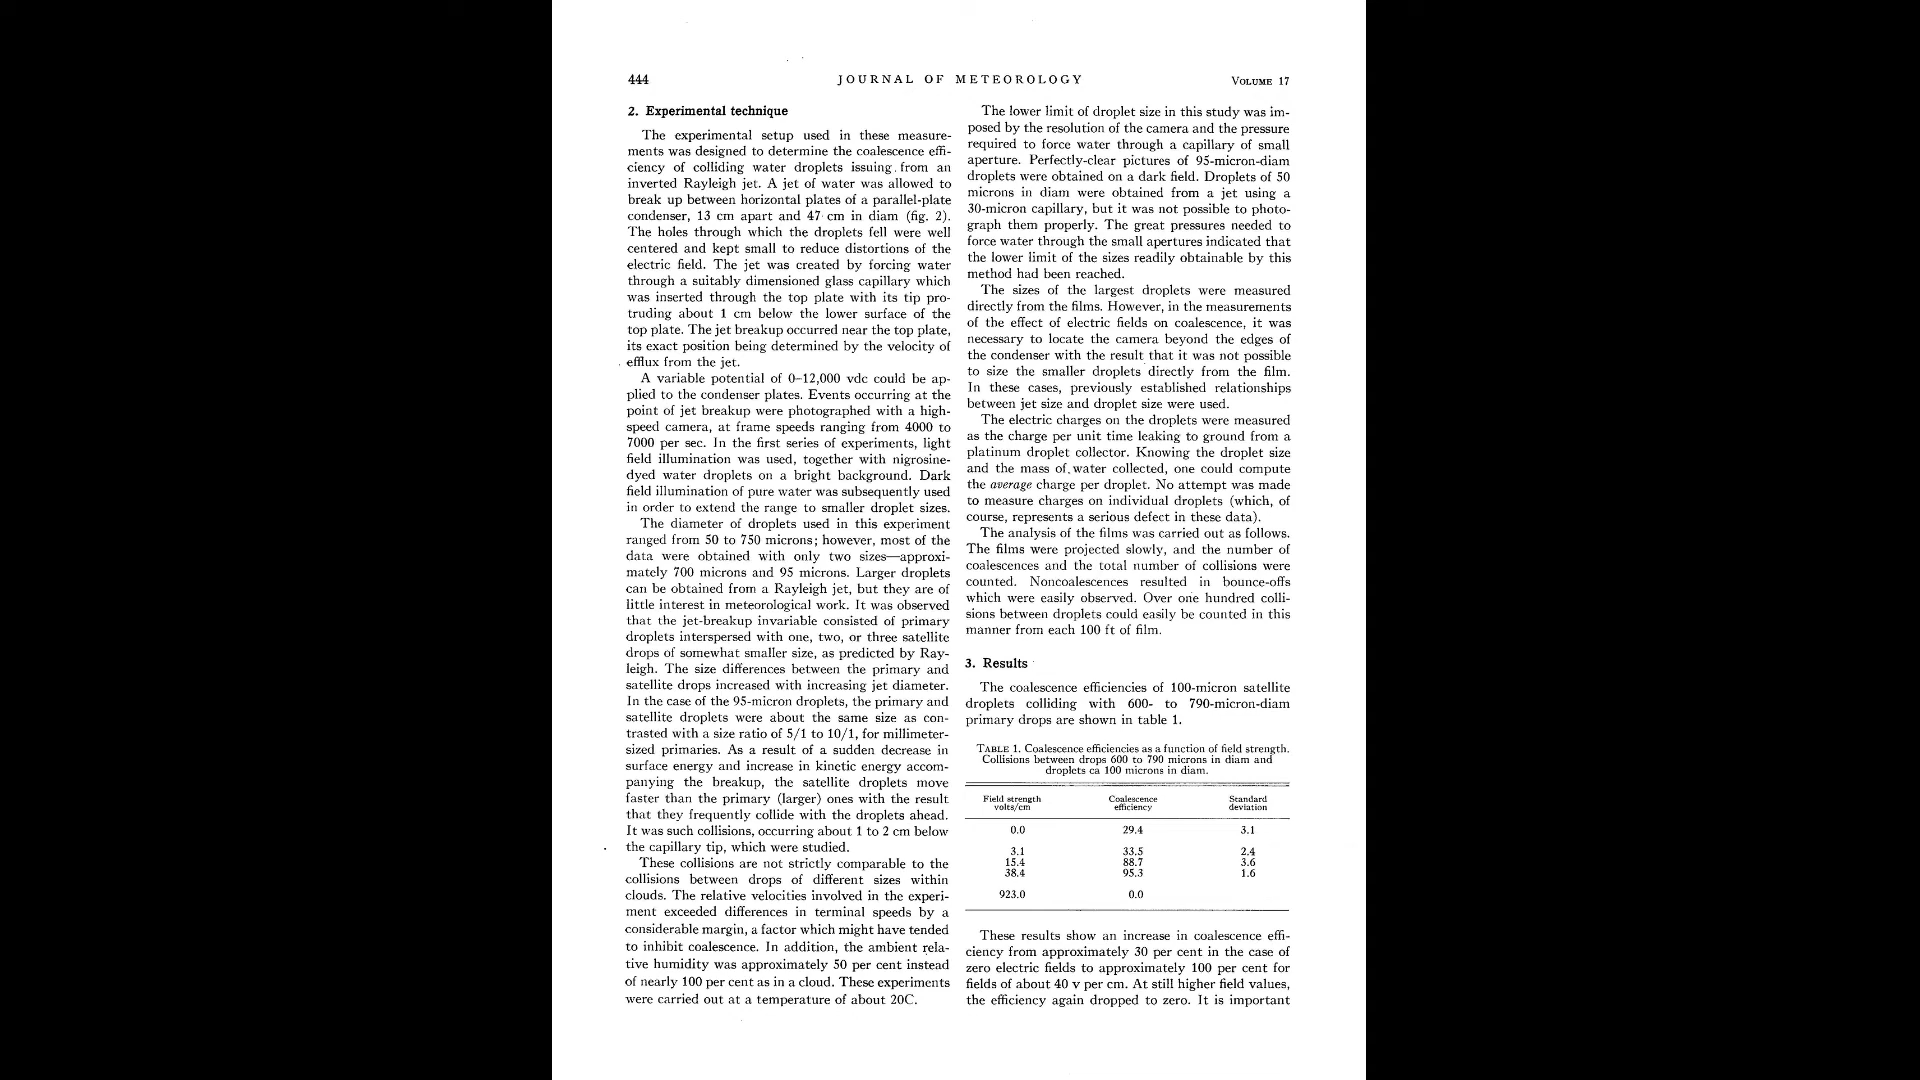 444
JOURNAL OF METEOROLOGY
VOLUME 17
2. Experimental technique
The experimental setup used in these measure-
ments was designed to determine the coalescence effi-
ciency of colliding water droplets issuing from an
inverted Rayleigh jet. A jet of water was allowed to
break up between horizontal plates of a parallel-plate
condenser, 13 cm apart and 47 cm in diam (fig. 2).
The holes through which the droplets fell were well
centered and kept small to reduce distortions of the
electric field. The jet was created by forcing water
through a suitably dimensioned glass capillary which
was inserted through the top plate with its tip pro-
truding about 1 cm below the lower surface of the
top plate. The jet breakup occurred near the top plate,
its exact position being determined by the velocity of
efflux from the jet.
A variable potential of 0–12,000 vdc could be ap-
plied to the condenser plates. Events occurring at the
point of jet breakup were photographed with a high-
speed camera, at frame speeds ranging from 4000 to
7000 per sec. In the first series of experiments, light
field illumination was used, together with nigrosine-
dyed water droplets on a bright background. Dark
field illumination of pure water was subsequently used
in order to extend the range to smaller droplet sizes.
The diameter of droplets used in this experiment
ranged from 50 to 750 microns; however, most of the
data were obtained with only two sizes—approxi-
mately 700 microns and 95 microns. Larger droplets
can be obtained from a Rayleigh jet, but they are of
little interest in meteorological work. It was observed
that the jet-breakup invariable consisted of primary
droplets interspersed with one, two, or three satellite
drops of somewhat smaller size, as predicted by Ray-
leigh. The size differences between the primary and
satellite drops increased with increasing jet diameter.
In the case of the 95-micron droplets, the primary and
satellite droplets were about the same size as con-
trasted with a size ratio of 5/1 to 10/1, for millimeter-
sized primaries. As a result of a sudden decrease in
surface energy and increase in kinetic energy accom-
panying the breakup, the satellite droplets move
faster than the primary (larger) ones with the result
that they frequently collide with the droplets ahead.
It was such collisions, occurring about 1 to 2 cm below
the capillary tip, which were studied.
These collisions are not strictly comparable to the
collisions between drops of different sizes within
clouds. The relative velocities involved in the experi-
ment exceeded differences in terminal speeds by a
considerable margin, a factor which might have tended
to inhibit coalescence. In addition, the ambient rela-
tive humidity was approximately 50 per cent instead
of nearly 100 per cent as in a cloud. These experiments
were carried out at a temperature of about 20C.
The lower limit of droplet size in this study was im-
posed by the resolution of the camera and the pressure
required to force water through a capillary of small
aperture. Perfectly-clear pictures of 95-micron-diam
droplets were obtained on a dark field. Droplets of 50
microns in diam were obtained from a jet using a
30-micron capillary, but it was not possible to photo-
graph them properly. The great pressures needed to
force water through the small apertures indicated that
the lower limit of the sizes readily obtainable by this
method had been reached.
The sizes of the largest droplets were measured
directly from the films. However, in the measurements
of the effect of electric fields on coalescence, it was
necessary to locate the camera beyond the edges of
the condenser with the result that it was not possible
to size the smaller droplets directly from the film.
In these cases, previously established relationships
between jet size and droplet size were used.
The electric charges on the droplets were measured
as the charge per unit time leaking to ground from a
platinum droplet collector. Knowing the droplet size
and the mass of water collected, one could compute
the average charge per droplet. No attempt was made
to measure charges on individual droplets (which, of
course, represents a serious defect in these data).
The analysis of the films was carried out as follows.
The films were projected slowly, and the number of
coalescences and the total number of collisions were
counted. Noncoalescences resulted in bounce-offs
which were easily observed. Over one hundred colli-
sions between droplets could easily be counted in this
manner from each 100 ft of film.
3. Results
The coalescence efficiencies of 100-micron satellite
droplets colliding with 600- to 790-micron-diam
primary drops are shown in table 1.
TABLE 1. Coalescence efficiencies as a function of field strength.
Collisions between drops 600 to 790 microns in diam and
droplets ca 100 microns in diam.
Field strength volts/cm Coalescence efficiency Standard deviation
0.0 29.4 3.1
3.1 33.5 2.4
15.4 88.7 3.6
38.4 95.3 1.6
923.0 0.0
These results show an increase in coalescence effi-
ciency from approximately 30 per cent in the case of
zero electric fields to approximately 100 per cent for
fields of about 40 v per cm. At still higher field values,
the efficiency again dropped to zero. It is important